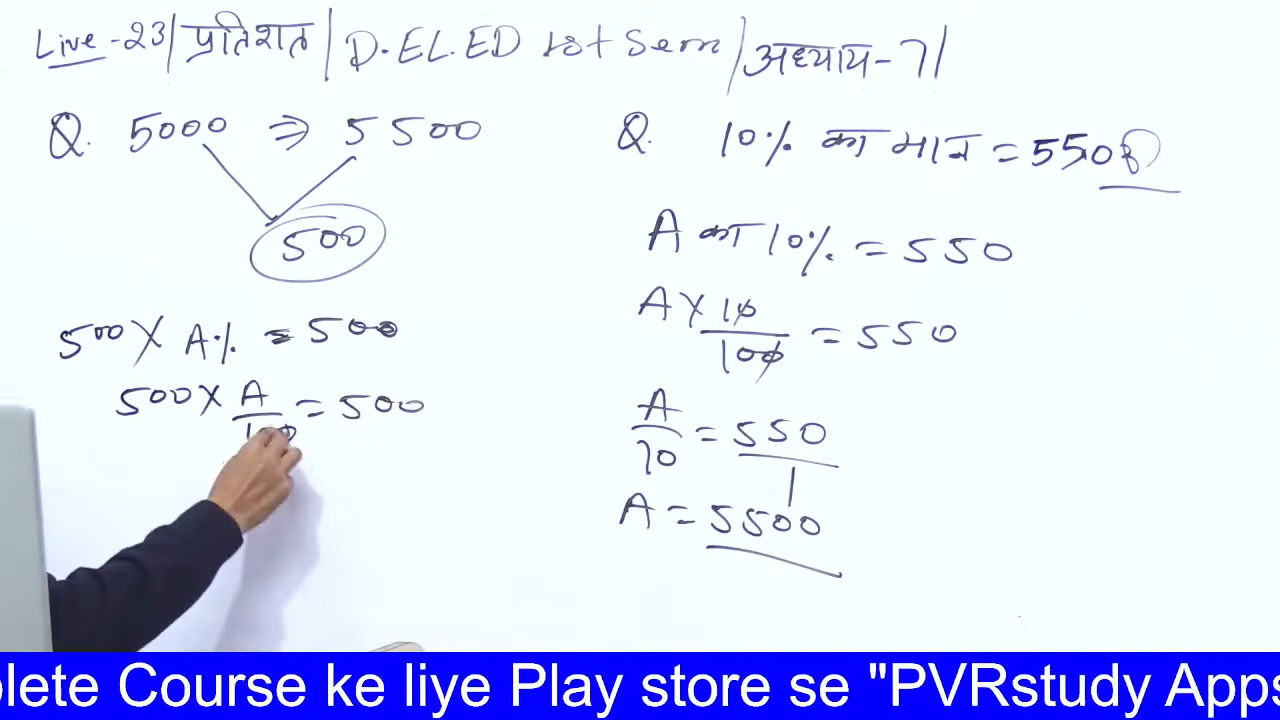 Live-23|प्रतिशत|D.EL.ED 1st Sem|अध्याय-7|
Q. 5000 ⇒ 5500
500
500 X A% = 500
500 X A/100 = 500
Q. 10% का मान = 550₹
A का 10% = 550
A X 10/100 = 550
A/10 = 550
A = 5500
plete Course ke liye Play store se "PVRstudy Apps